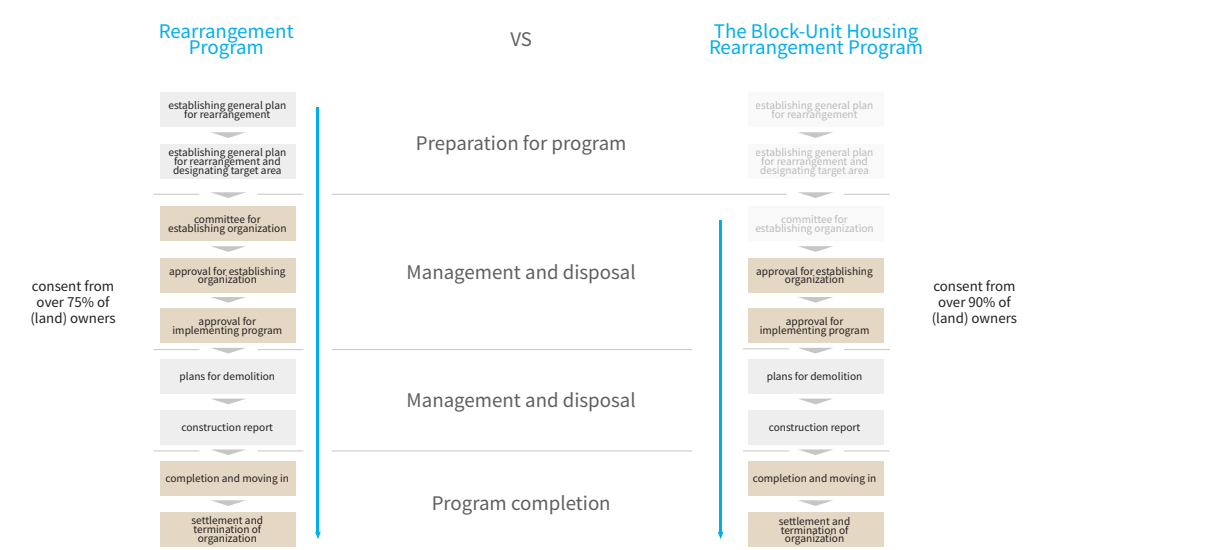 Rearrangement
Program
VS
The Block-Unit Housing
Rearrangement Program
establishing general plan
for rearrangement
establishing general plan
for rearrangement and
designating target area
committee for
establishing organization
approval for establishing
organization
approval for
implementing program
plans for demolition
construction report
completion and moving in
settlement and
termination of
organization
consent from
over 75% of
(land) owners
Preparation for program
Management and disposal
Management and disposal
Program completion
establishing general plan
for rearrangement
establishing general plan
for rearrangement and
designating target area
committee for
establishing organization
approval for establishing
organization
approval for
implementing program
plans for demolition
construction report
completion and moving in
settlement and
termination of
organization
consent from
over 90% of
(land) owners